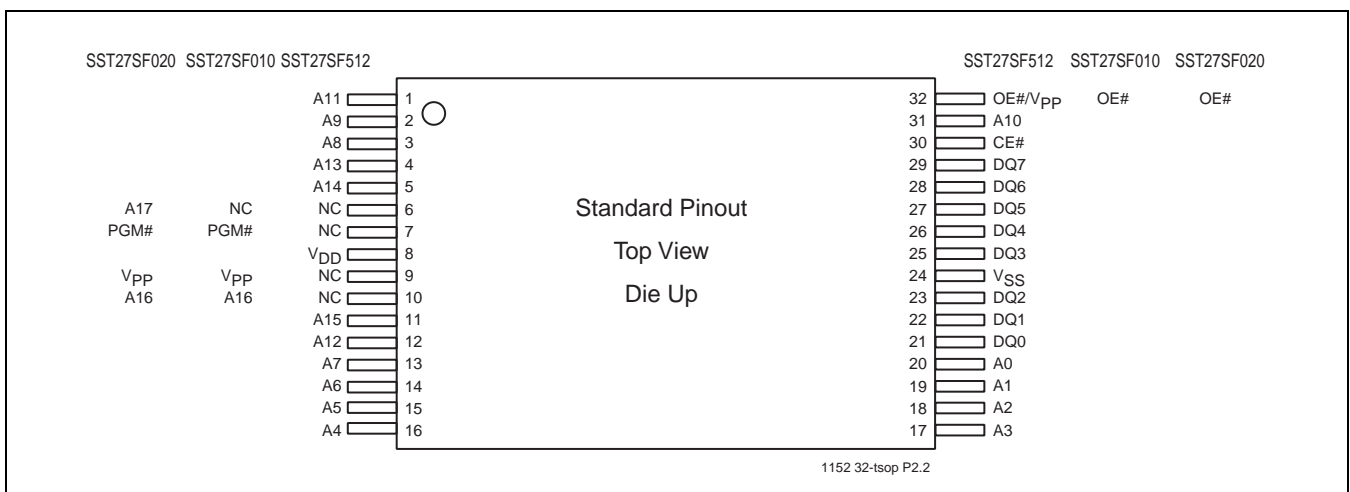 SST27SF020 SST27SF010 SST27SF512 SST27SF512 SST27SF010 SST27SF020
A11 1 32 OE#/VPP OE# OE#
A9 2 31 A10
A8 3 30 CE#
A13 4 29 DQ7
A14 5 28 DQ6
A17 NC NC 6 Standard Pinout 27 DQ5
PGM# PGM# NC 7 26 DQ4
VDD 8 Top View 25 DQ3
VPP VPP NC 9 24 VSS
A16 A16 NC 10 Die Up 23 DQ2
A15 11 22 DQ1
A12 12 21 DQ0
A7 13 20 A0
A6 14 19 A1
A5 15 18 A2
A4 16 17 A3
1152 32-tsop P2.2